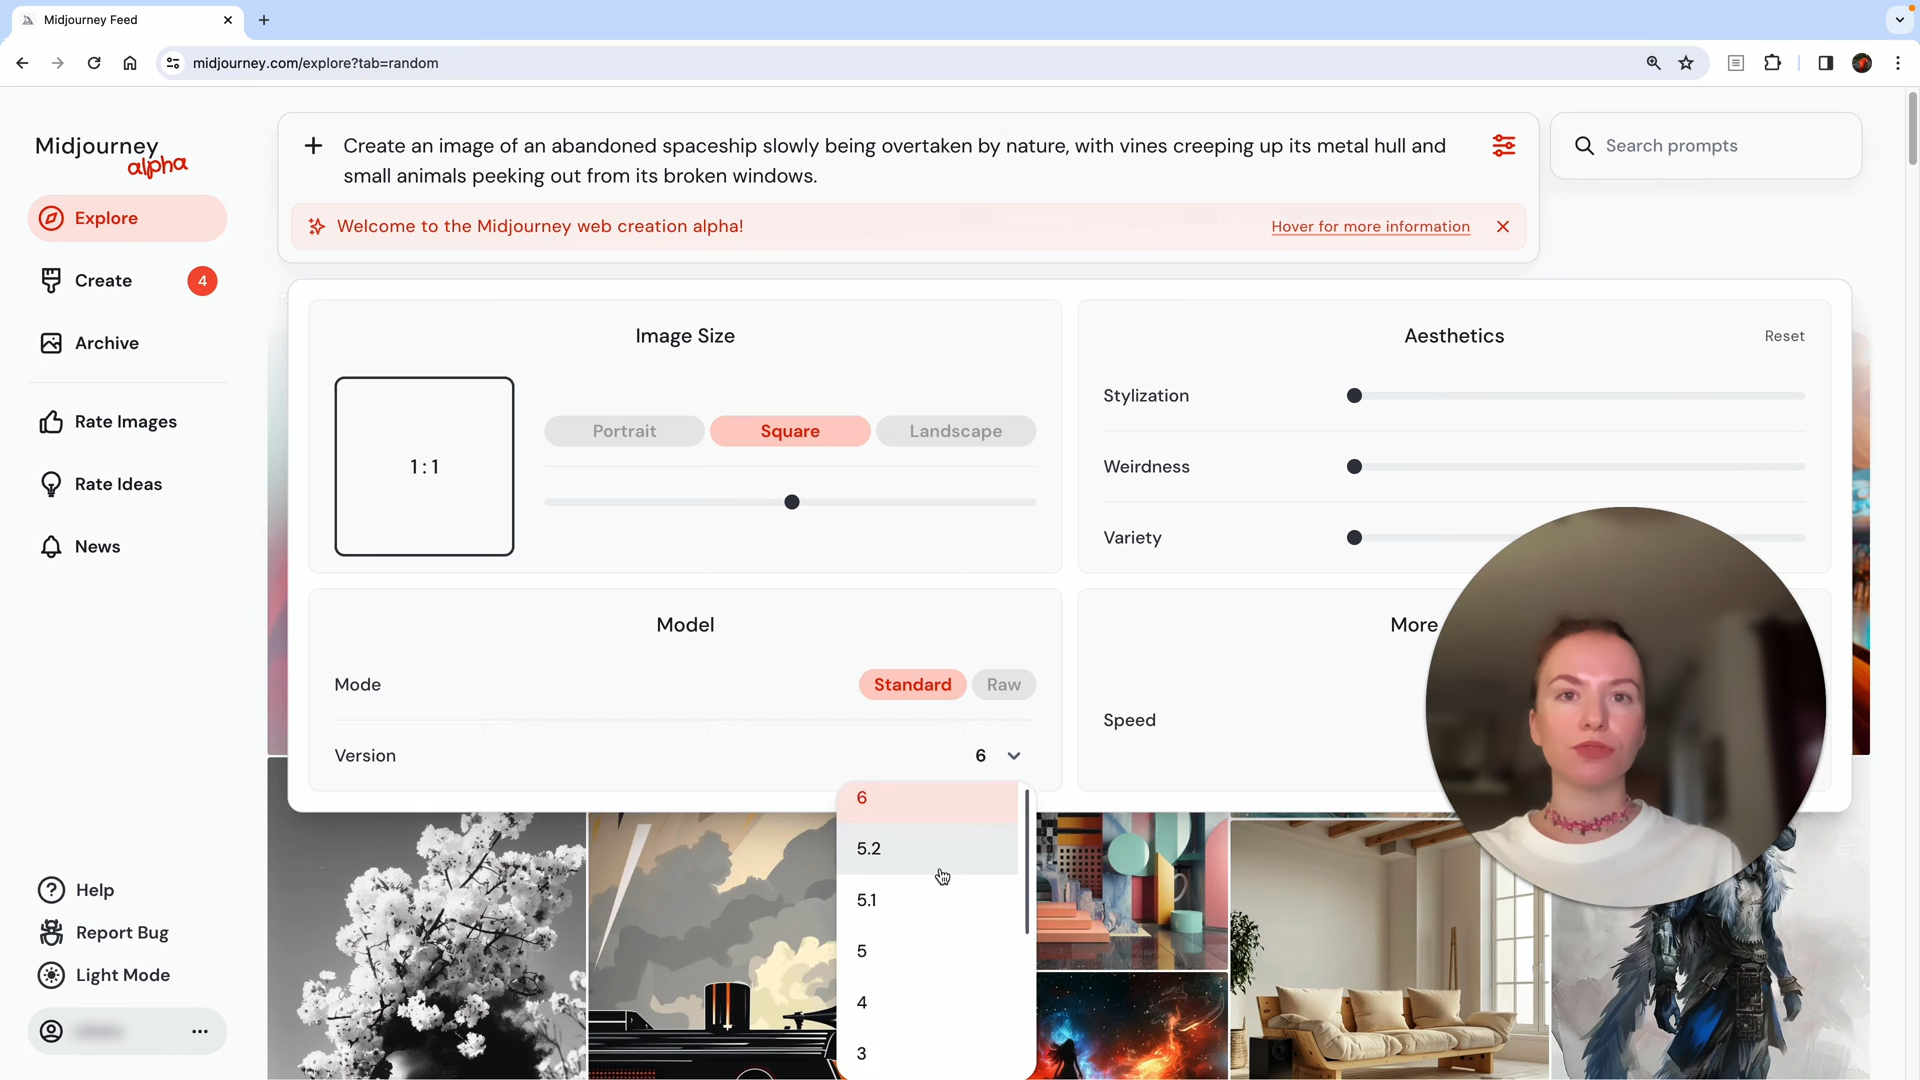 Midjourney Feed
midjourney.com/explore?tab=random
Midjourney
alpha
Explore
Create
4
Archive
Rate Images
Rate Ideas
News
Help
Report Bug
Light Mode
Create an image of an abandoned spaceship slowly being overtaken by nature, with vines creeping up its metal hull and
small animals peeking out from its broken windows.
Search prompts
Welcome to the Midjourney web creation alpha!
Hover for more information
Image Size
1:1
Portrait
Square
Landscape
Aesthetics
Reset
Stylization
Weirdness
Variety
Model
Mode
Standard
Raw
Version
6
6
5.2
5.1
5
4
3
More
Speed